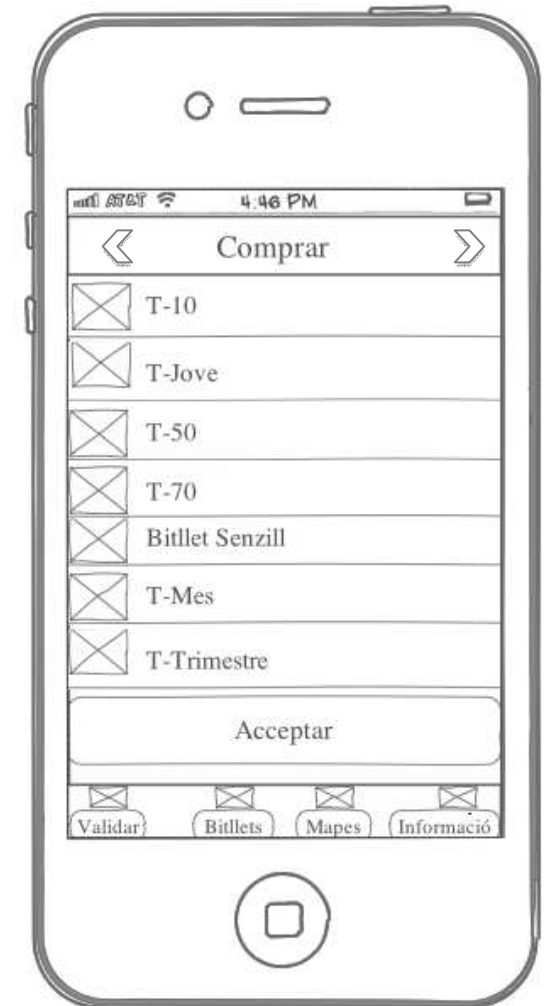 AT&T 4:46 PM
Comprar
T-10
T-Jove
T-50
T-70
Bitllet Senzill
T-Mes
T-Trimestre
Acceptar
Validar Bitllets Mapes Informació